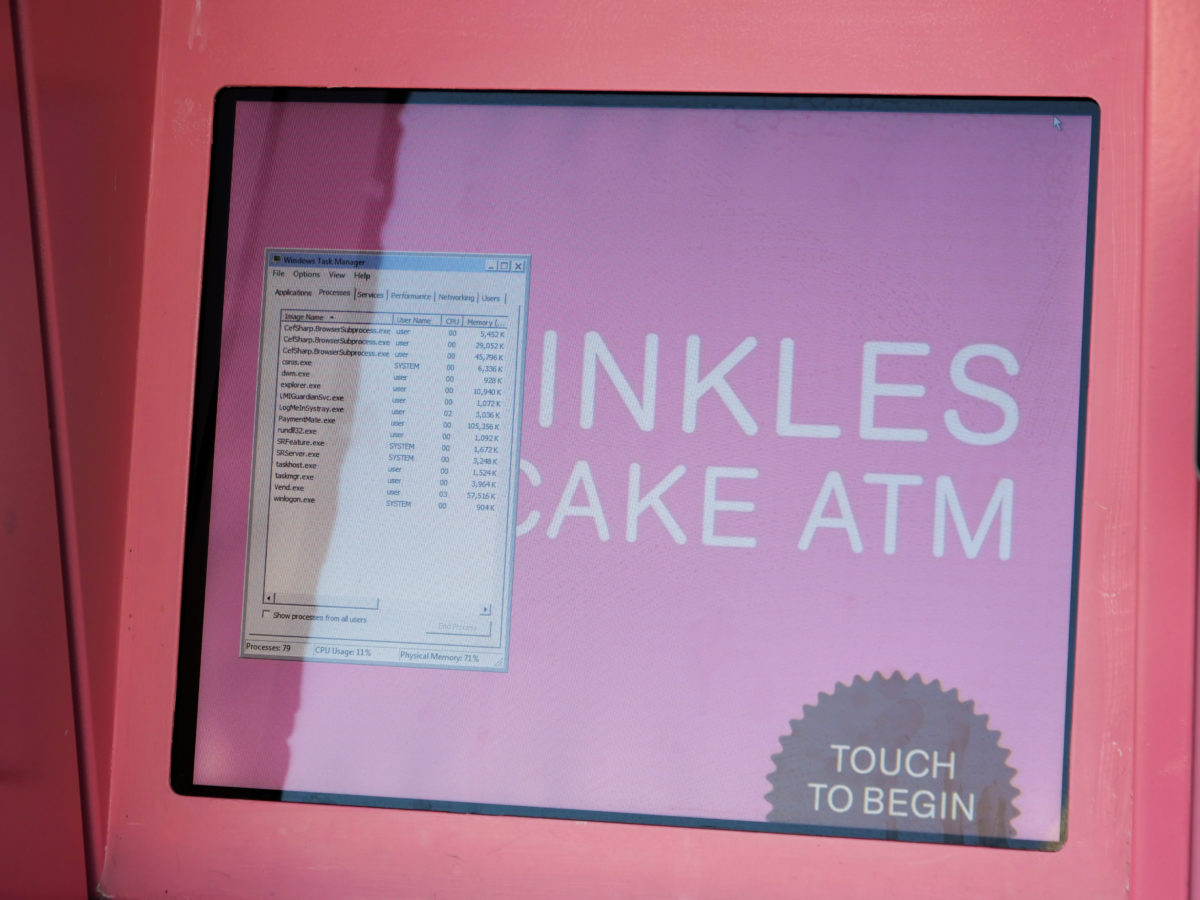 Windows Task Manager
File Options View Help
Applications Processes Services Performance Networking Users
Image Name User Name CPU Memory (...
CefSharp.BrowserSubprocess.exe user 00 5,452 K
CefSharp.BrowserSubprocess.exe user 00 29,052 K
CefSharp.BrowserSubprocess.exe user 00 45,796 K
csrss.exe SYSTEM 00 6,336 K
dwm.exe user 00 928 K
explorer.exe user 00 10,940 K
LMIGuardianSvc.exe user 00 1,072 K
LogMeInSystray.exe user 02 3,036 K
PaymentMate.exe user 00 105,356 K
rundll32.exe user 00 1,092 K
SRFeature.exe SYSTEM 00 1,672 K
SRServer.exe SYSTEM 00 3,248 K
taskhost.exe user 00 1,524 K
taskmgr.exe user 00 3,964 K
Vend.exe user 03 57,516 K
winlogon.exe SYSTEM 00 904 K
Show processes from all users
End Process
Processes: 79 CPU Usage: 11% Physical Memory: 71%
INKLES
CAKE ATM
TOUCH
TO BEGIN